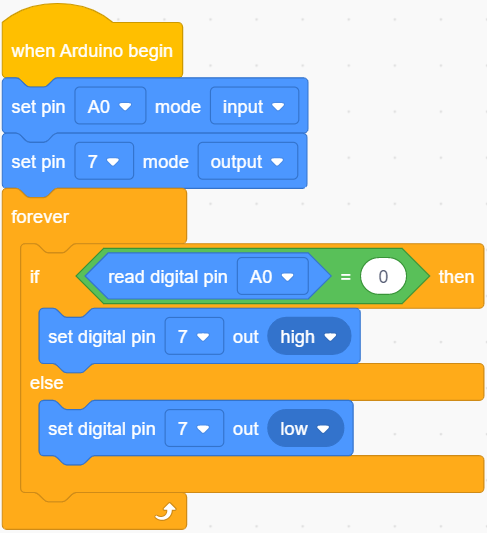 when Arduino begin
set pin A0 mode input
set pin 7 mode output
forever
if read digital pin A0 = 0 then
set digital pin 7 out high
else
set digital pin 7 out low